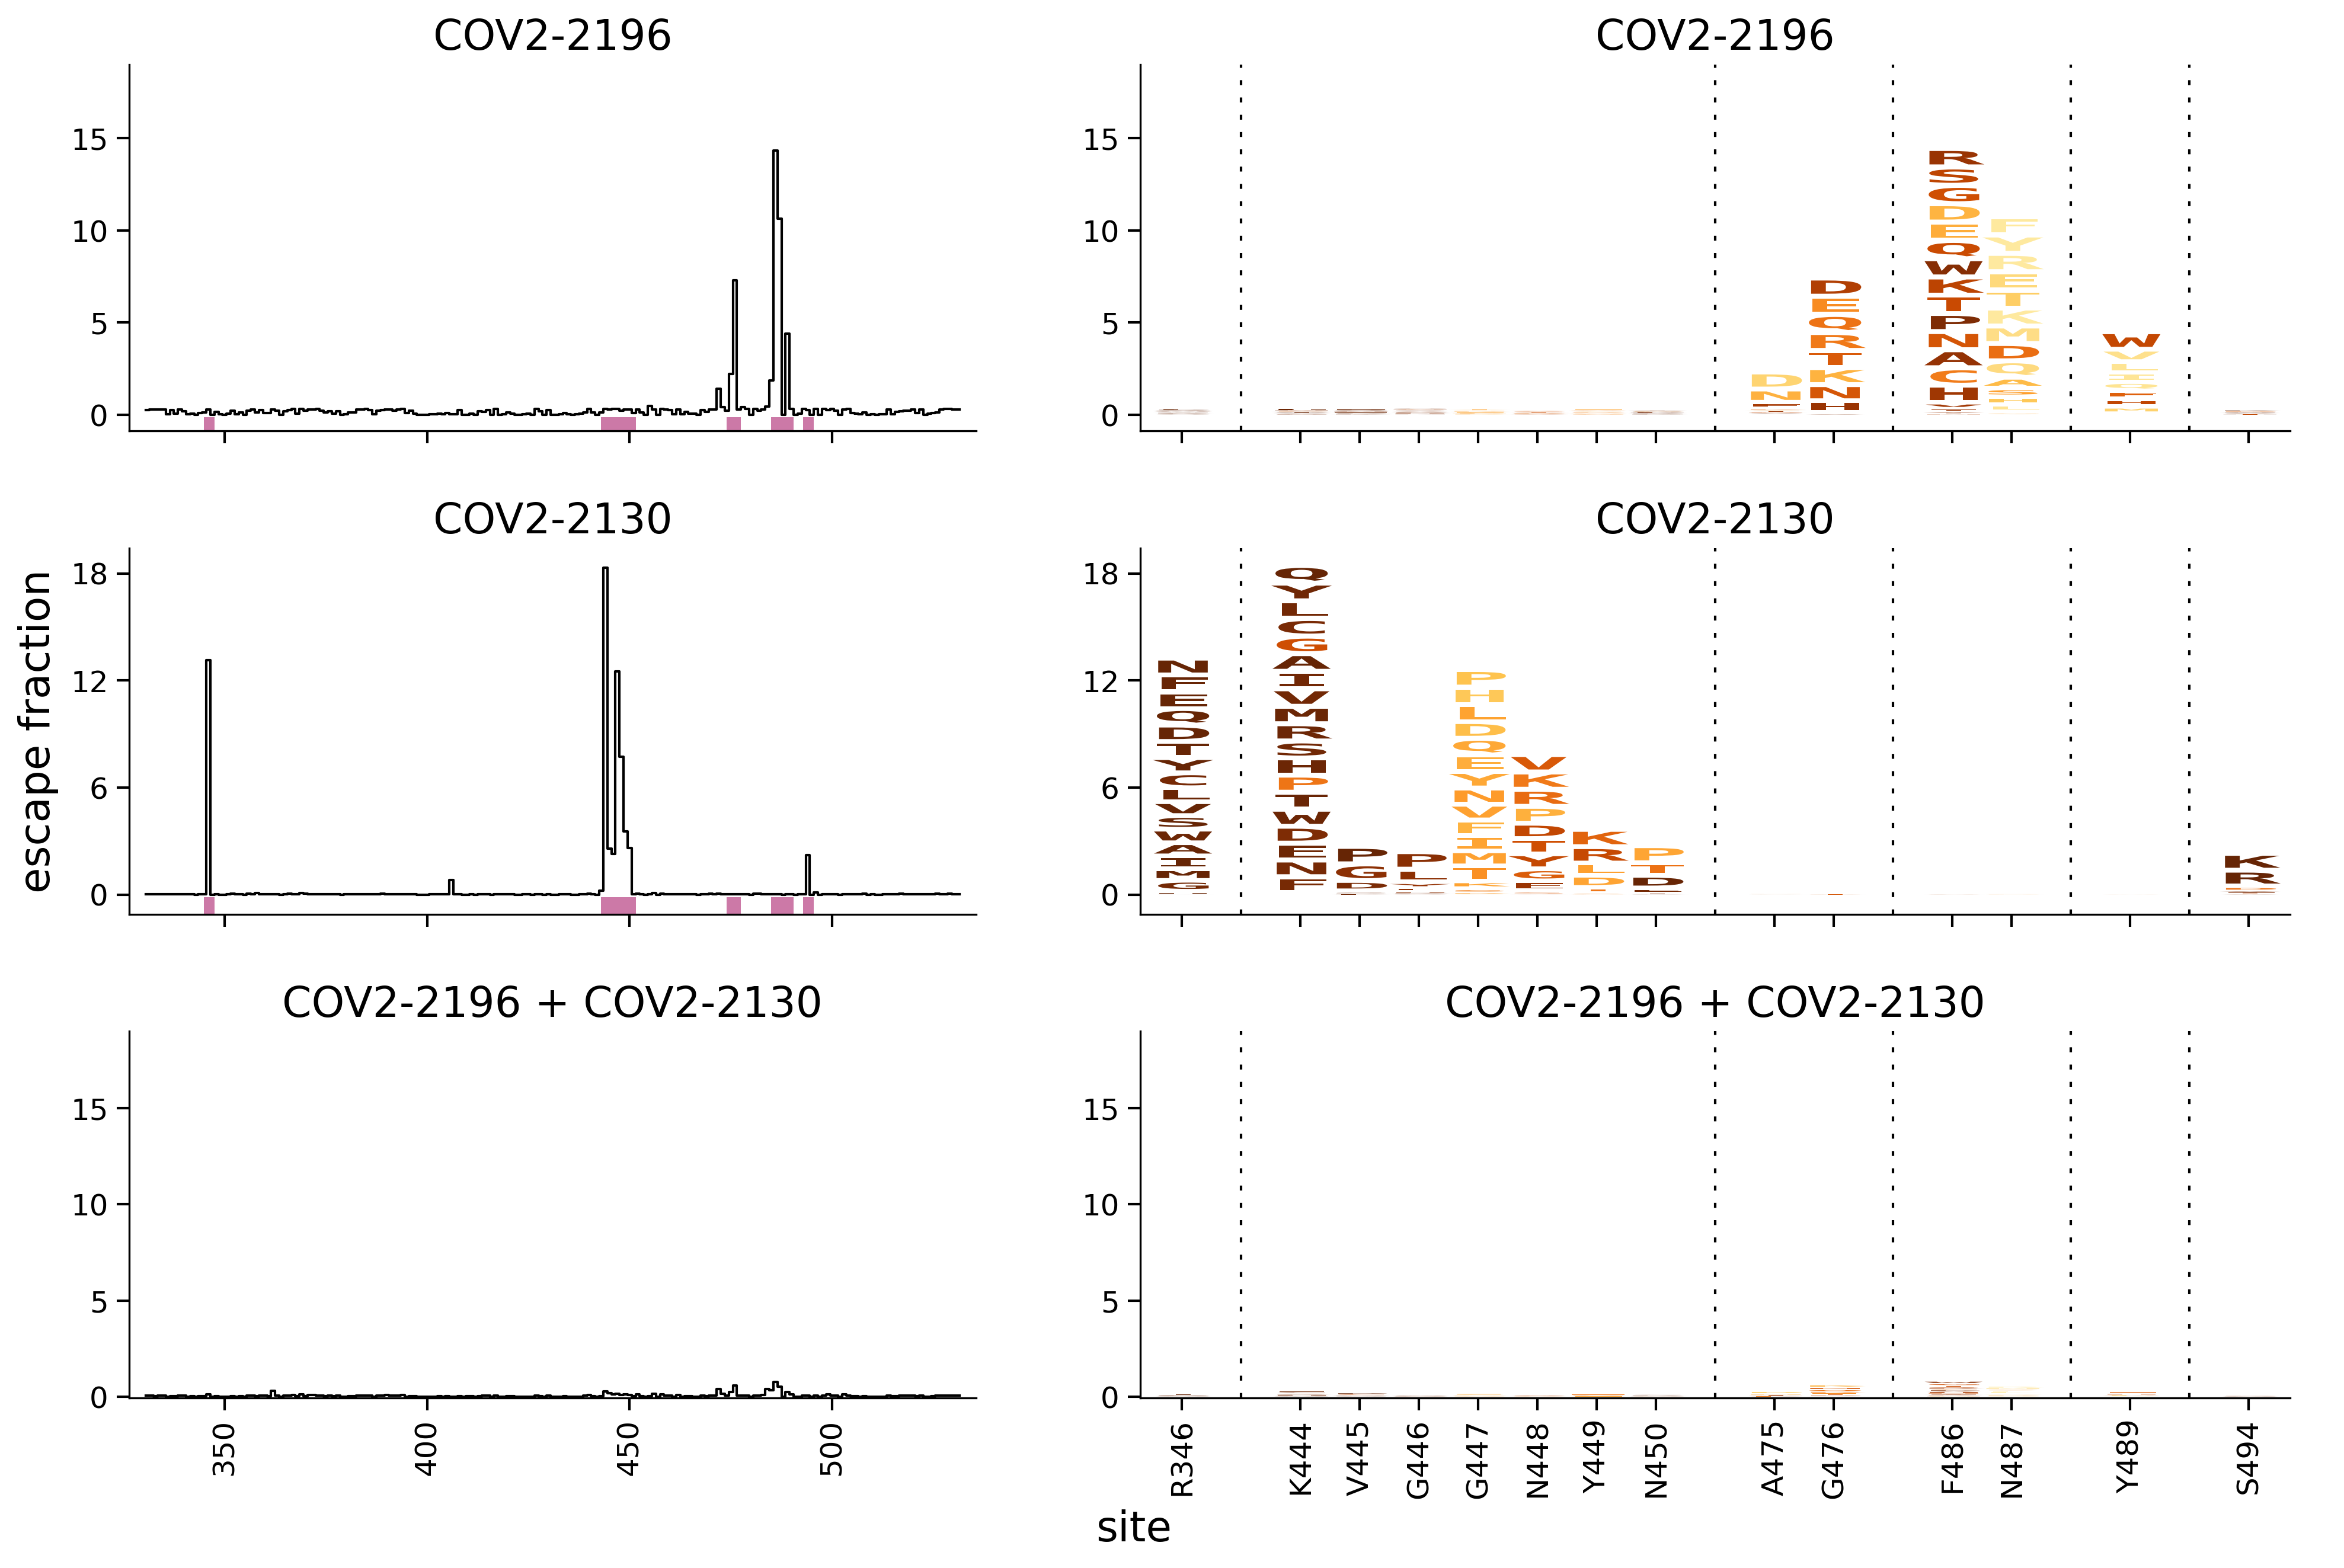 COV2-2196
COV2-2196
15
10
5
0
15
10
5
0
R
S
G
D
E
Q
W
K
T
P
N
A
C
H
F
Y
R
E
T
K
M
D
Q
A
D
E
Q
R
T
K
N
H
D
N
W
V
L
COV2-2130
COV2-2130
escape fraction
18
12
6
0
18
12
6
0
N
F
E
Q
D
T
Y
C
L
V
S
W
A
I
M
G
Q
Y
L
C
G
A
I
V
M
R
S
H
P
T
W
D
E
N
F
P
G
D
P
L
P
H
L
D
Q
E
Y
N
V
F
I
M
T
V
K
R
P
D
T
Y
G
E
K
R
L
D
P
T
D
K
R
COV2-2196 + COV2-2130
COV2-2196 + COV2-2130
15
10
5
0
15
10
5
0
350
400
450
500
R346
K444
V445
G446
G447
N448
Y449
N450
A475
G476
F486
N487
Y489
S494
site